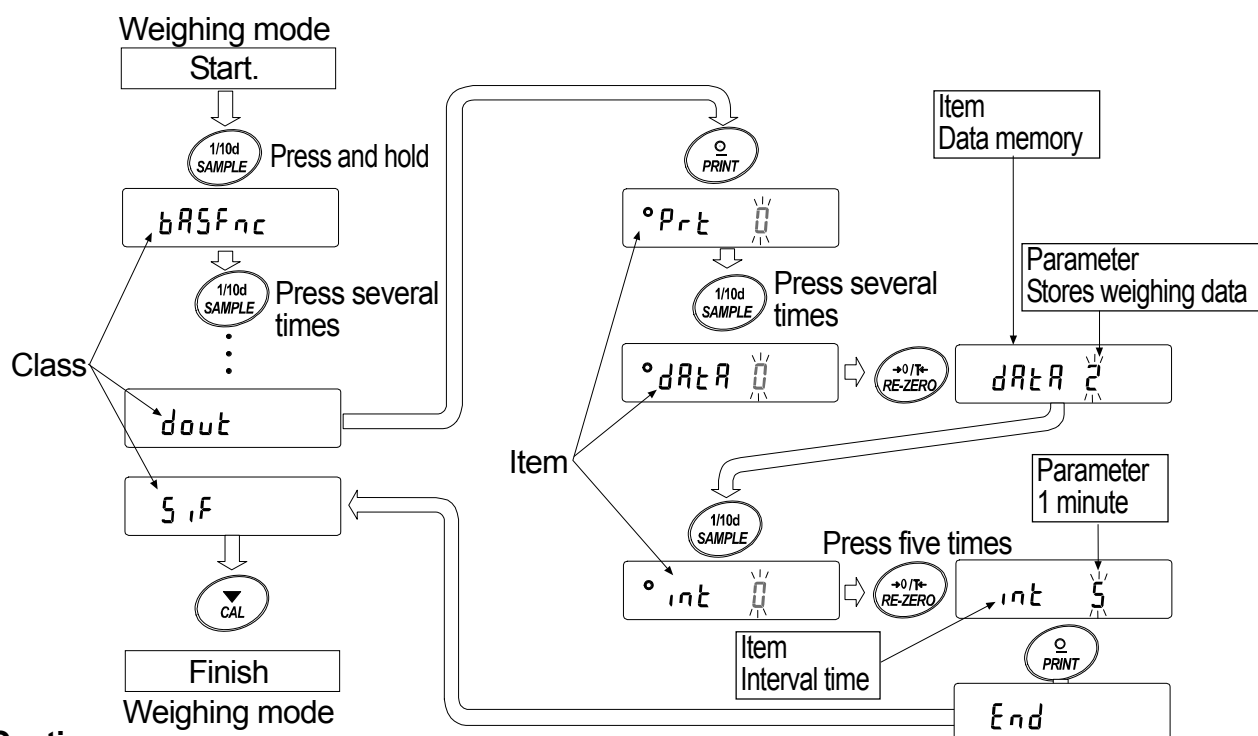 Weighing mode
Start.
1/10d
SAMPLE
Press and hold
bASFnc
1/10d
SAMPLE
Press several
times
Class
dout
S iF
CAL
Finish
Weighing mode
PRINT
Prt 0
1/10d
SAMPLE
Press several
times
dAtA 0
→0/T←
RE-ZERO
dAtA 2
Item
Data memory
Parameter
Stores weighing data
Item
1/10d
SAMPLE
Press five times
int 0
→0/T←
RE-ZERO
int 5
Parameter
1 minute
Item
Interval time
PRINT
End